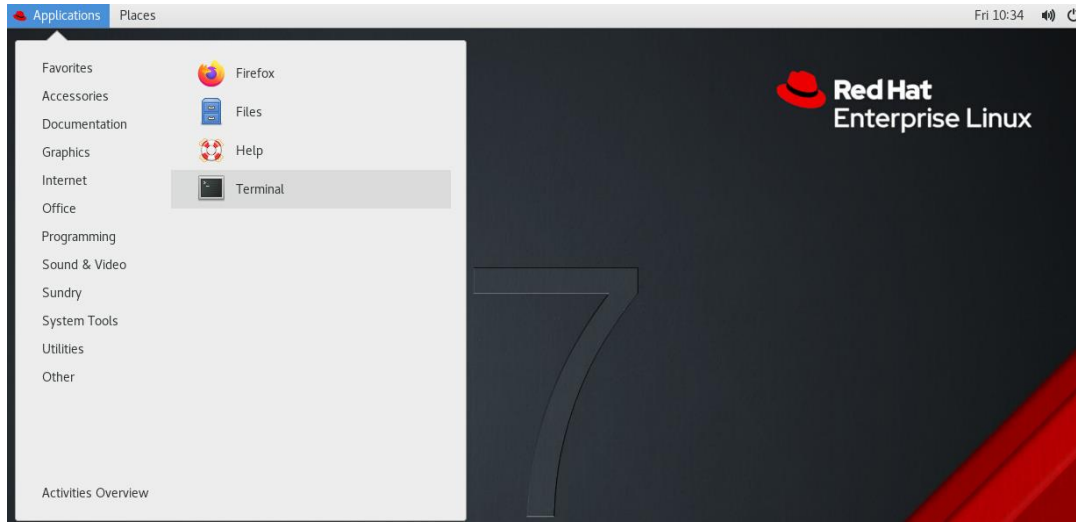 Applications Places Fri 10:34
Favorites
Accessories
Documentation
Graphics
Internet
Office
Programming
Sound & Video
Sundry
System Tools
Utilities
Other
Activities Overview
Firefox
Files
Help
Terminal
Red Hat
Enterprise Linux
7